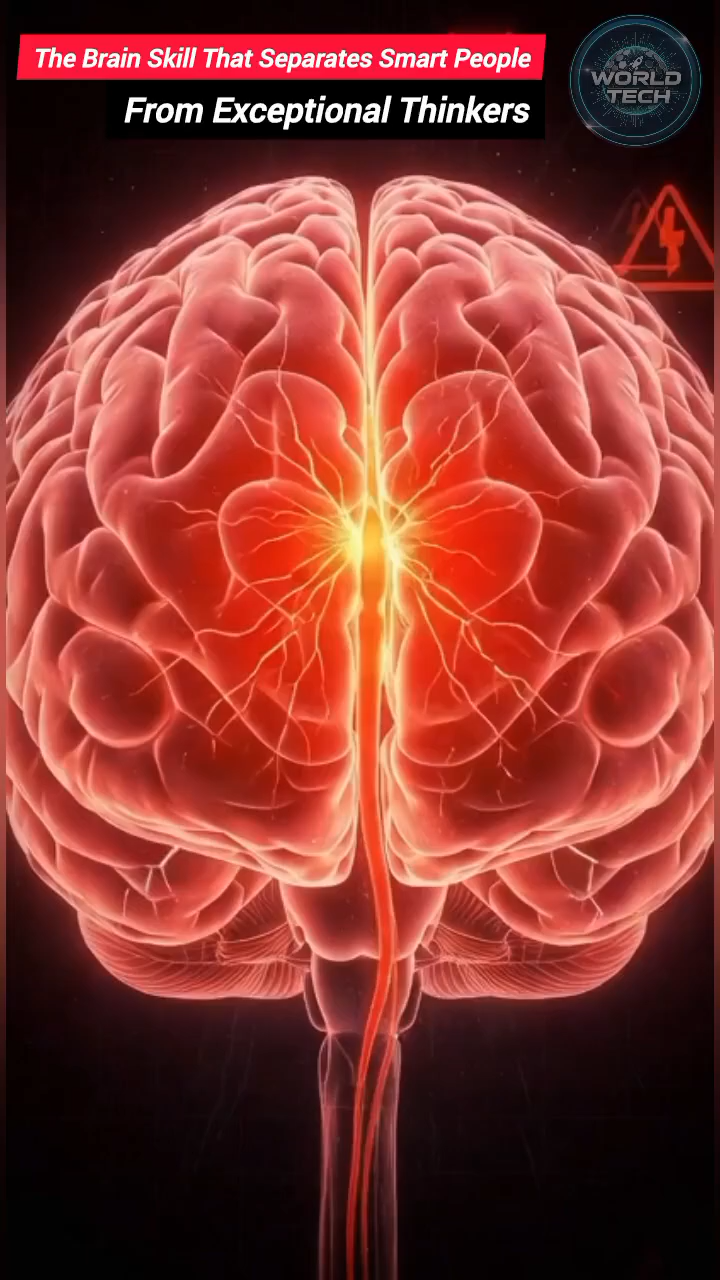 The Brain Skill That Separates Smart People
From Exceptional Thinkers
WORLD
TECH